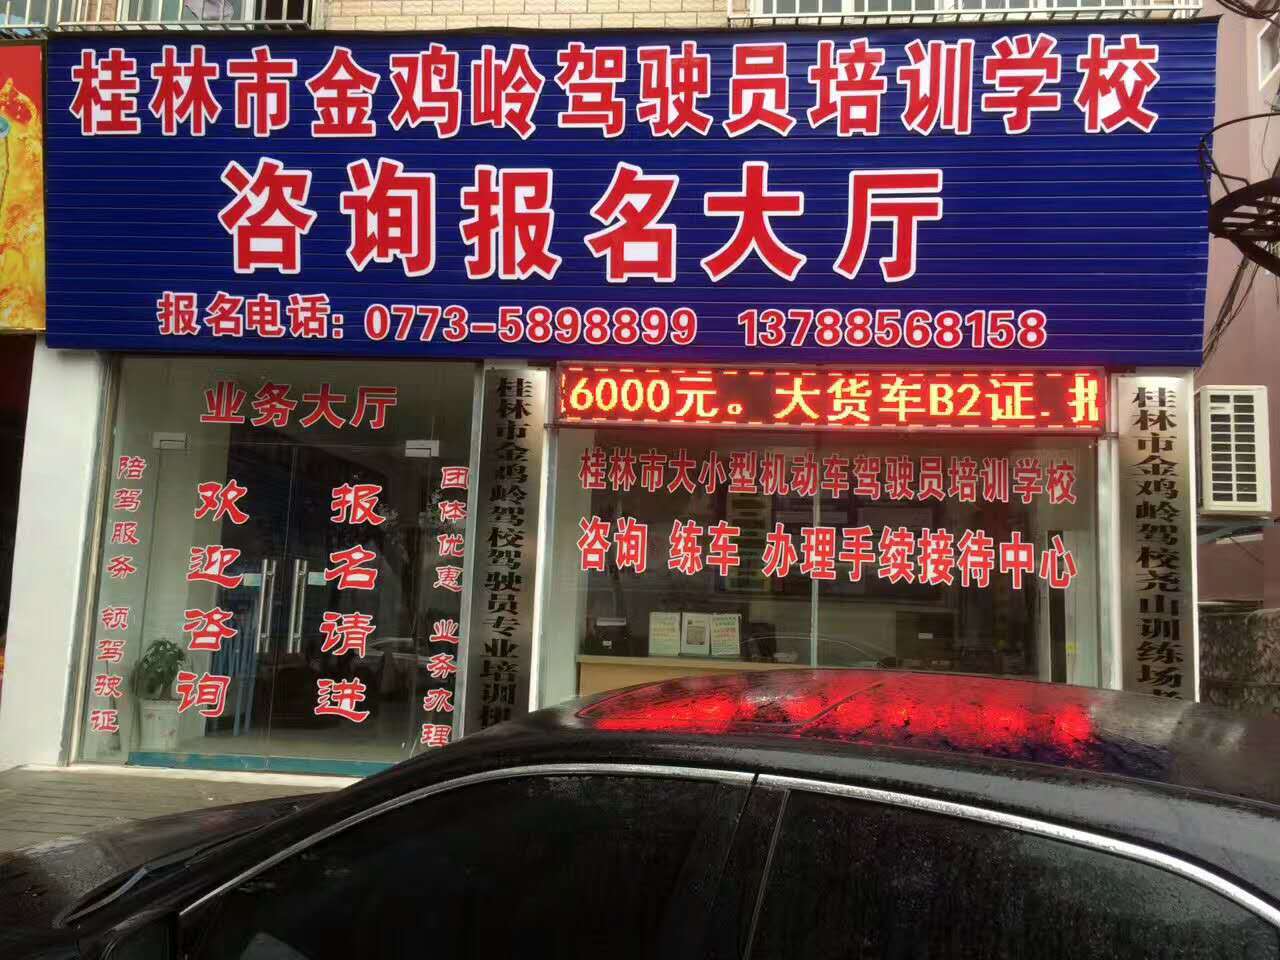 桂林市金鸡岭驾驶员培训学校
咨询报名大厅
报名电话：0773-5898899 13788568158
业务大厅
陪驾服务 领驾驶证
欢迎咨询
报名请进
团体优惠 业务办理
桂林市金鸡岭驾校驾驶员专业培训
6000元。大货车B2证.
桂林市大小型机动车驾驶员培训学校
咨询 练车 办理手续接待中心
桂林市金鸡岭驾校尧山训练场